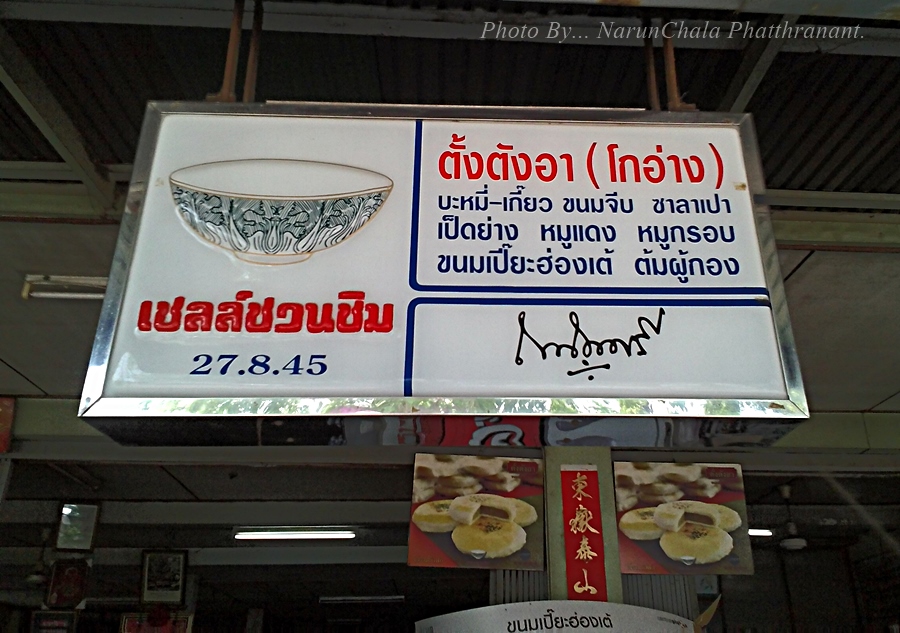 Photo By... NarunChala Phatthranant.
ตั้งตังอา (โกอ่าง)
บะหมี่-เกี๊ยว ขนมจีบ ซาลาเปา
เป็ดย่าง หมูแดง หมูกรอบ
ขนมเปี๊ยะฮ่องเต้ ต้มผู้กอง
เชลล์ชวนชิม
27.8.45
東嶽泰山
ขนมเปี๊ยะฮ่องเต้